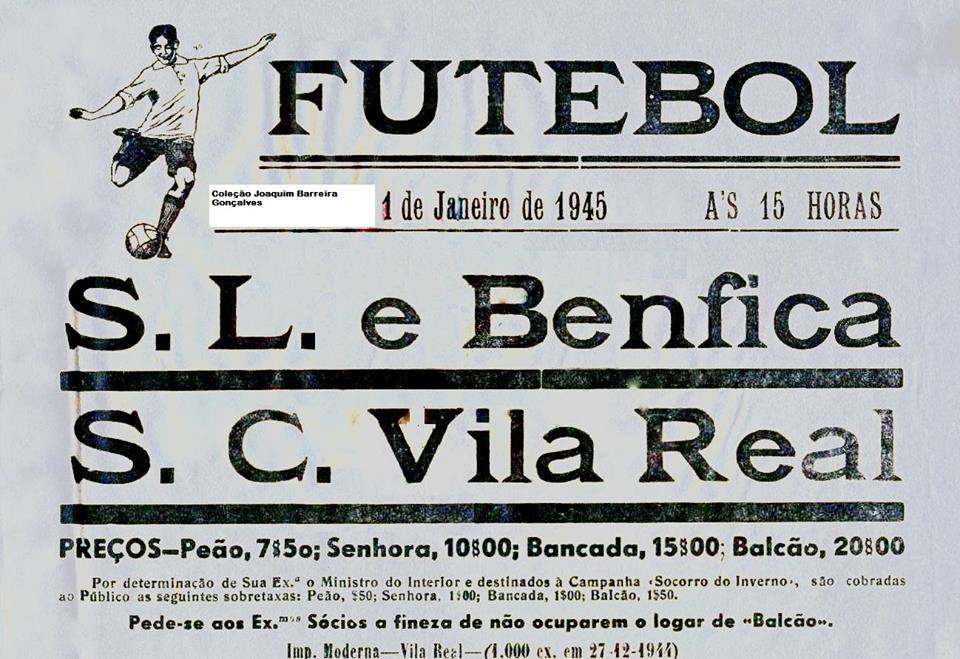 FUTEBOL
Coleção Joaquim Barreira
Gonçalves
1 de Janeiro de 1945 A'S 15 HORAS
S. L. e Benfica
S. C. Vila Real
PREÇOS—Peão, 7$5o; Senhora, 10$00; Bancada, 15$00; Balcão, 20$00
Por determinação de Sua Ex.ª o Ministro do Interior e destinados à Campanha «Socorro do Inverno», são cobradas
ao Público as seguintes sobretaxas: Peão, $50; Senhora, 1$00; Bancada, 1$00; Balcão, 1$50.
Pede-se aos Ex.mos Sócios a fineza de não ocuparem o logar de «Balcão».
Imp. Moderna—Vila Real—(1.000 ex. em 27-12-1944)